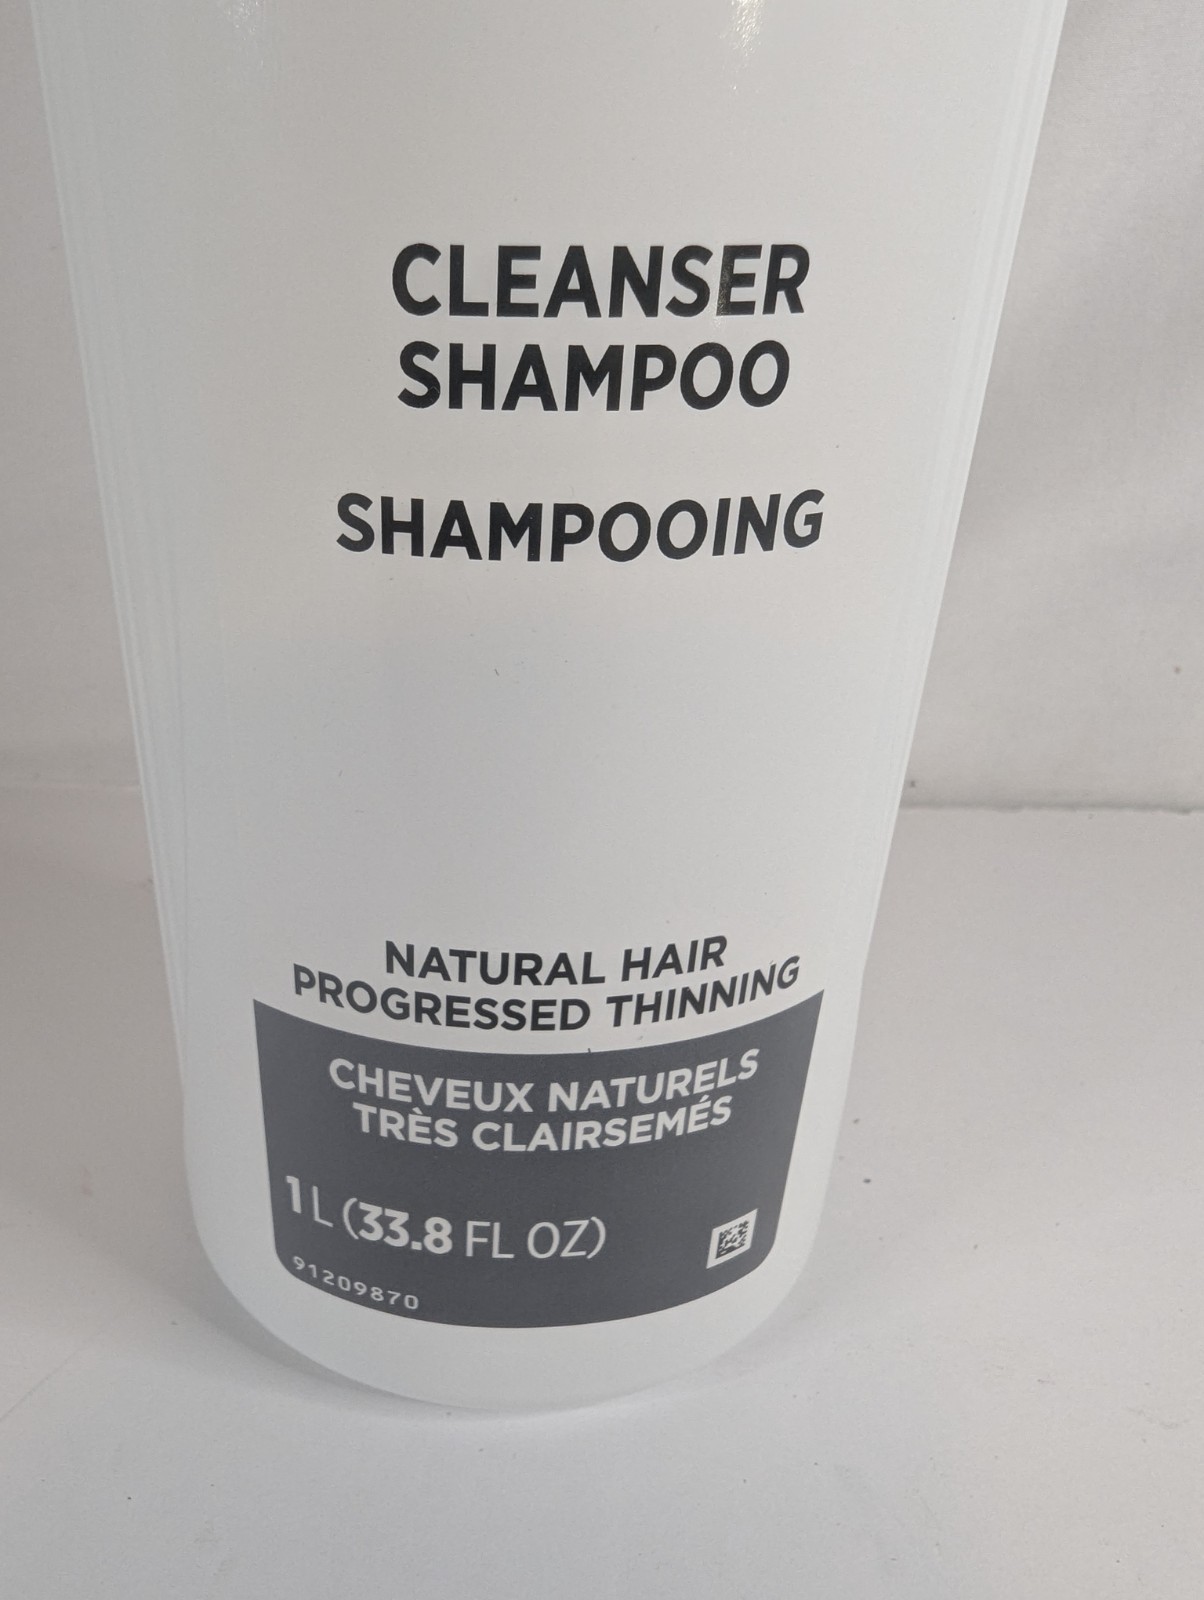 CLEANSER
SHAMPOO
SHAMPOOING
NATURAL HAIR
PROGRESSED THINNING
CHEVEUX NATURELS
TRÈS CLAIRSEMÉS
1 L (33.8 FL OZ)
91209870